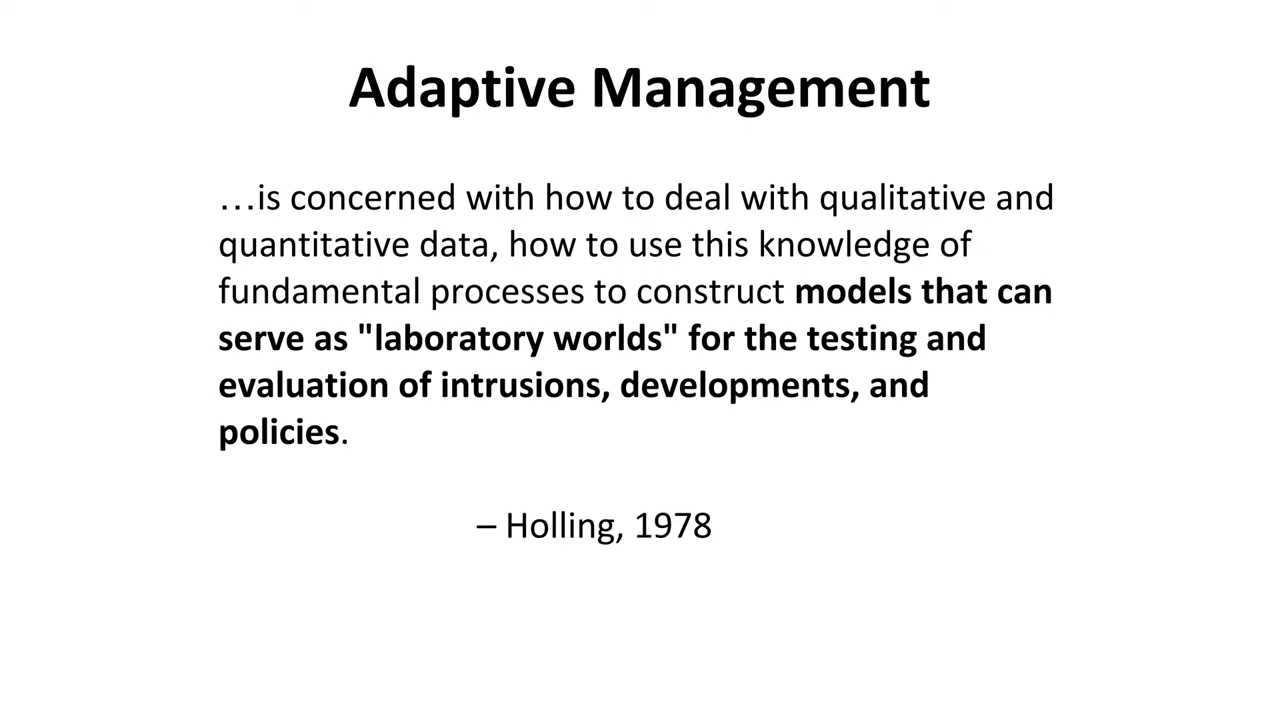 Adaptive Management
…is concerned with how to deal with qualitative and
quantitative data, how to use this knowledge of
fundamental processes to construct models that can
serve as "laboratory worlds" for the testing and
evaluation of intrusions, developments, and
policies.
– Holling, 1978